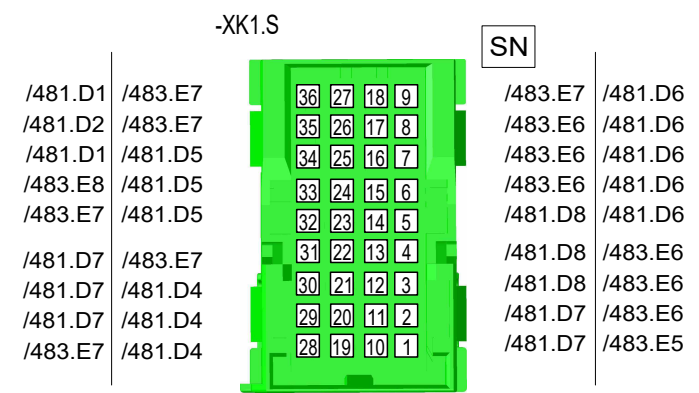 -XK1.S
SN
/481.D1 /483.E7 36 27 18 9 /483.E7 /481.D6
/481.D2 /483.E7 35 26 17 8 /483.E6 /481.D6
/481.D1 /481.D5 34 25 16 7 /483.E6 /481.D6
/483.E8 /481.D5 33 24 15 6 /483.E6 /481.D6
/483.E7 /481.D5 32 23 14 5 /481.D8 /481.D6
/481.D7 /483.E7 31 22 13 4 /481.D8 /483.E6
/481.D7 /481.D4 30 21 12 3 /481.D8 /483.E6
/481.D7 /481.D4 29 20 11 2 /481.D7 /483.E6
/483.E7 /481.D4 28 19 10 1 /481.D7 /483.E5